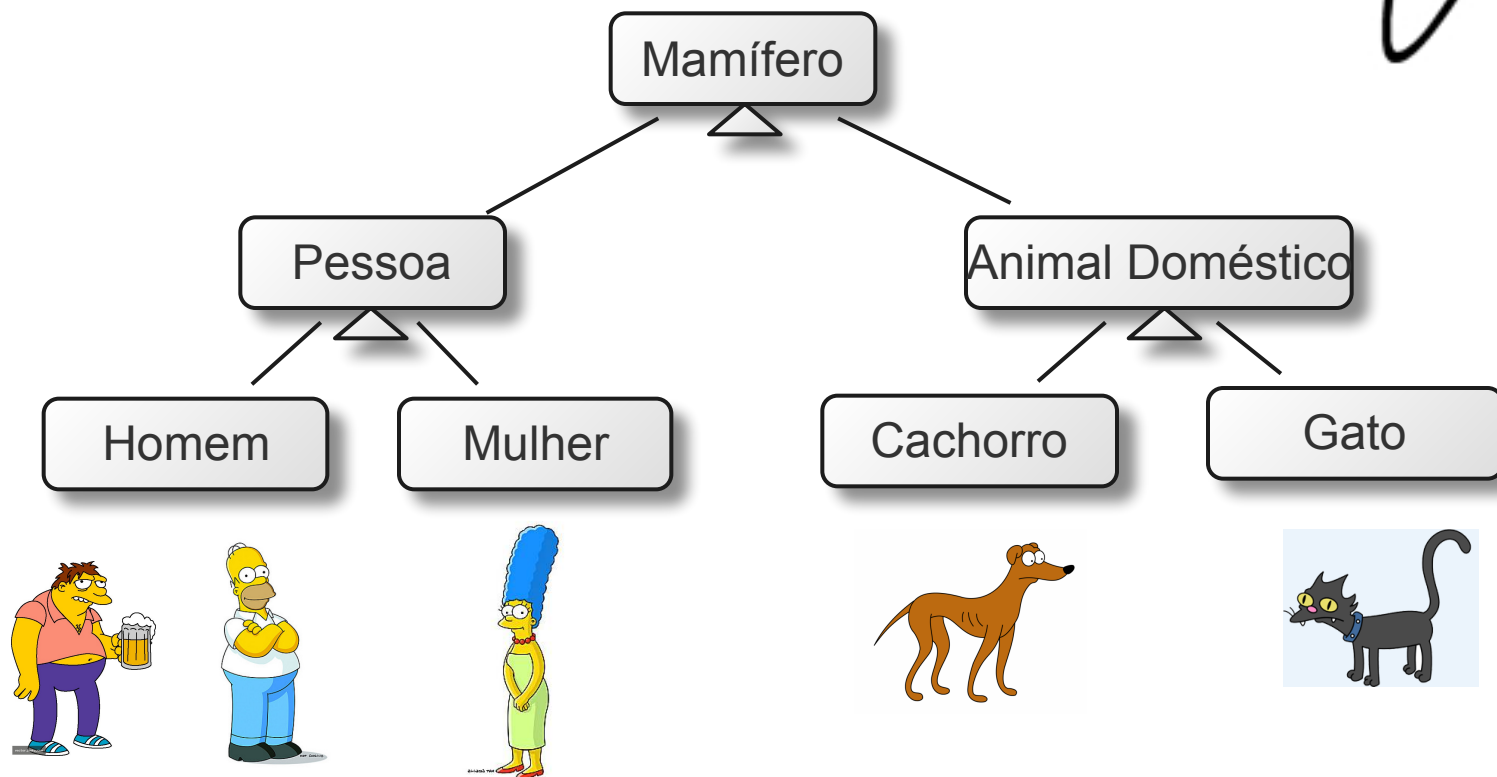 Mamífero
Pessoa
Animal Doméstico
Homem
Mulher
Cachorro
Gato